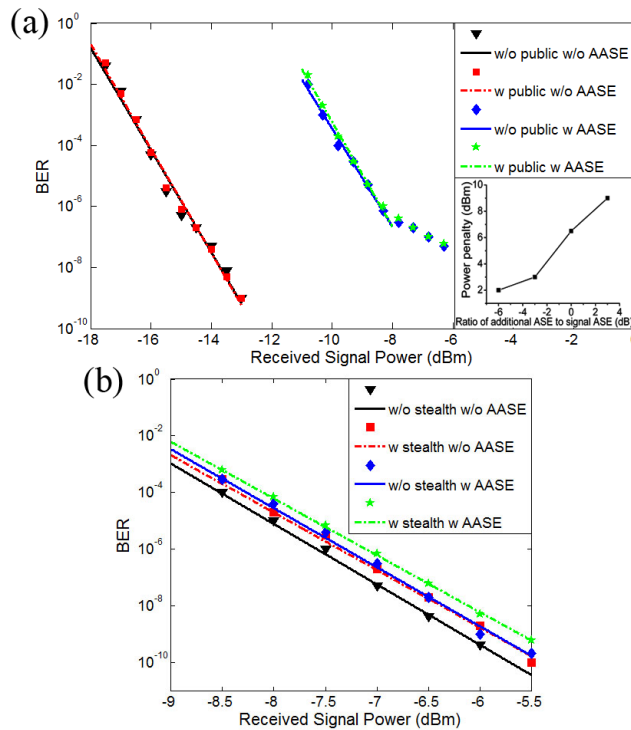 (a)
BER
10^0
10^-2
10^-4
10^-6
10^-8
10^-10
-18 -16 -14 -12 -10 -8 -6 -4 -2 0
Received Signal Power (dBm)
w/o public w/o AASE
w public w/o AASE
w/o public w AASE
w public w AASE
Power penalty (dBm)
10
8
6
4
2
-6 -4 -2 0 2 4
Ratio of additional ASE to signal ASE (dB)
(b)
BER
10^0
10^-2
10^-4
10^-6
10^-8
10^-10
-9 -8.5 -8 -7.5 -7 -6.5 -6 -5.5
Received Signal Power (dBm)
w/o stealth w/o AASE
w stealth w/o AASE
w/o stealth w AASE
w stealth w AASE